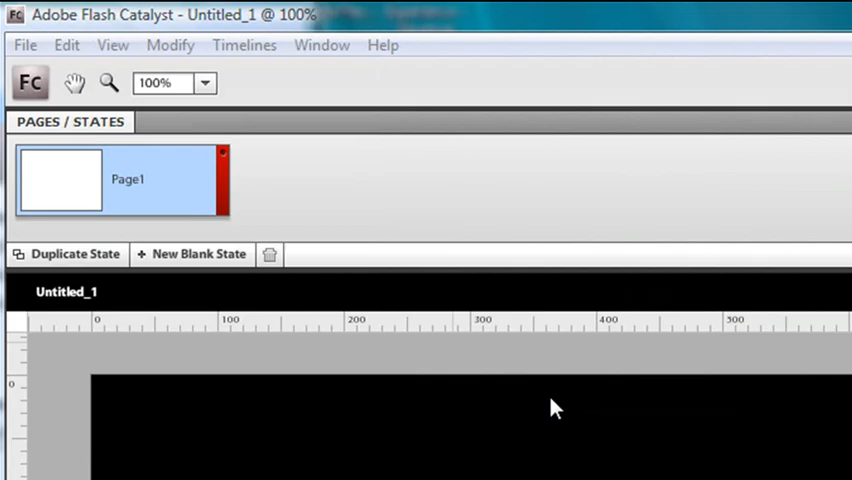 Fc Adobe Flash Catalyst - Untitled_1 @ 100%
File Edit View Modify Timelines Window Help
Fc 100%
PAGES / STATES
Page1
Duplicate State + New Blank State
Untitled_1
0 100 200 300 400 500
0